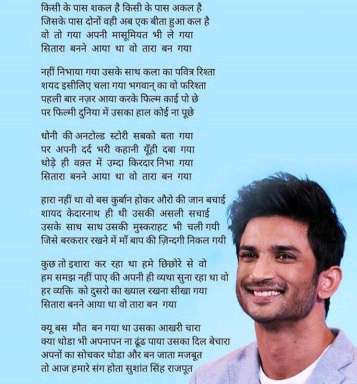 किसी के पास शकल है किसी के पास अकल है
जिसके पास दोनों वही अब एक बीता हुआ कल है
वो तो गया अपनी मासूमियत भी ले गया
सितारा बनने आया था वो तारा बन गया
नहीं निभाया गया उसके साथ कला का पवित्र रिश्ता
शयद इसीलिए चला गया भगवान् का वो फरिश्ता
पहली बार नज़र आया करके फिल्म काई पो छे
पर फिल्मी दुनिया में उसका हाल कोई ना पूछे
धोनी की अनटोल्ड स्टोरी सबको बता गया
पर अपनी दर्द भरी कहानी यूँही दबा गया
थोड़े ही वक़्त में उम्दा किरदार निभा गया
सितारा बनने आया था वो तारा बन गया
हारा नहीं था वो बस कुर्बान होकर औरो की जान बचाई
शायद केदारनाथ ही थी उसकी असली सचाई
उसके साथ साथ उसकी मुस्कराहट भी चली गयी
जिसे बरकरार रखने में माँ बाप की ज़िन्दगी निकल गयी
कुछ तो इशारा कर रहा था हमे छिछोरे से वो
हम समझ नहीं पाए की अपनी ही व्यथा सुना रहा था वो
हर व्यक्ति को दुसरो का ख्याल रखना सीखा गया
सितारा बनने आया था वो तारा बन गया
क्यू बस मौत बन गया था उसका आखरी चारा
क्या थोडा भी अपनापन ना ढूंढ पाया उसका दिल बेचारा
अपनों का सोचकर थोडा और बन जाता मजबूत
तो आज हमारे संग होता सुशांत सिंह राजपूत